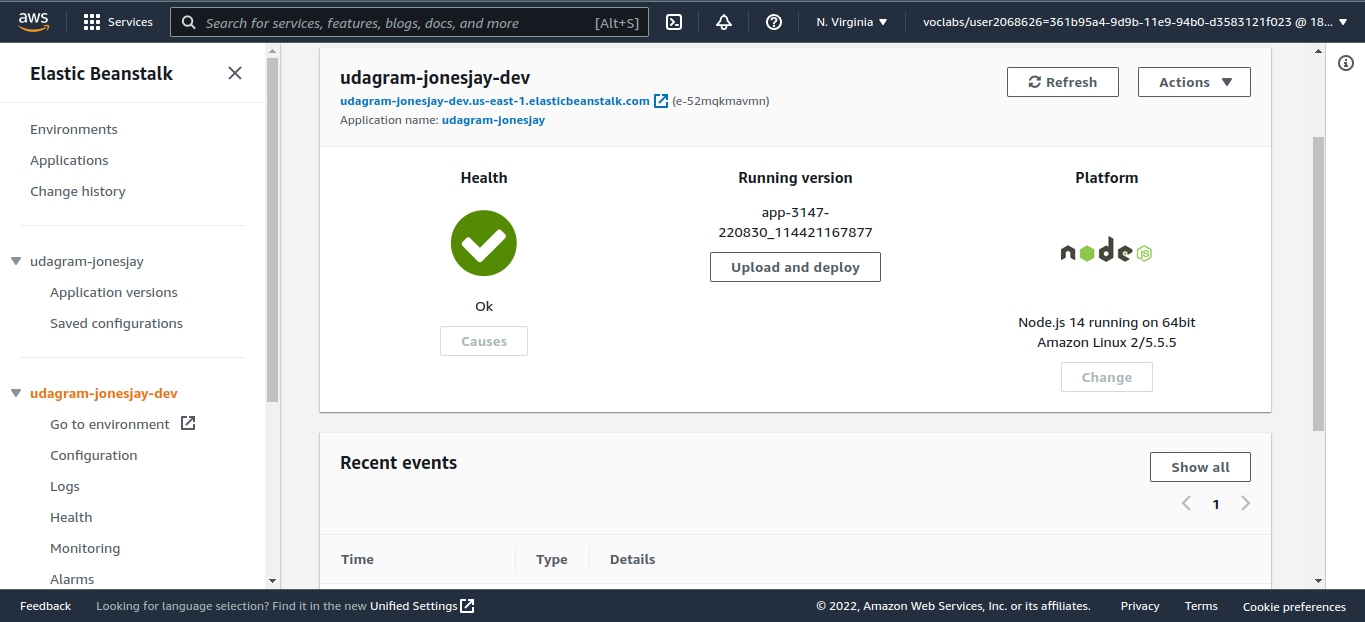 aws
Services
Search for services, features, blogs, docs, and more [Alt+S]
N. Virginia
voclabs/user2068626=361b95a4-9d9b-11e9-94b0-d3583121f023 @ 18...
Elastic Beanstalk
Environments
Applications
Change history
udagram-jonesjay
Application versions
Saved configurations
udagram-jonesjay-dev
Go to environment
Configuration
Logs
Health
Monitoring
Alarms
udagram-jonesjay-dev
udagram-jonesjay-dev.us-east-1.elasticbeanstalk.com (e-52mqkmavmn)
Application name: udagram-jonesjay
Refresh
Actions
Health
Ok
Causes
Running version
app-3147-
220830_114421167877
Upload and deploy
Platform
node JS
Node.js 14 running on 64bit
Amazon Linux 2/5.5.5
Change
Recent events
Show all
1
Time Type Details
Feedback
Looking for language selection? Find it in the new Unified Settings
© 2022, Amazon Web Services, Inc. or its affiliates.
Privacy
Terms
Cookie preferences